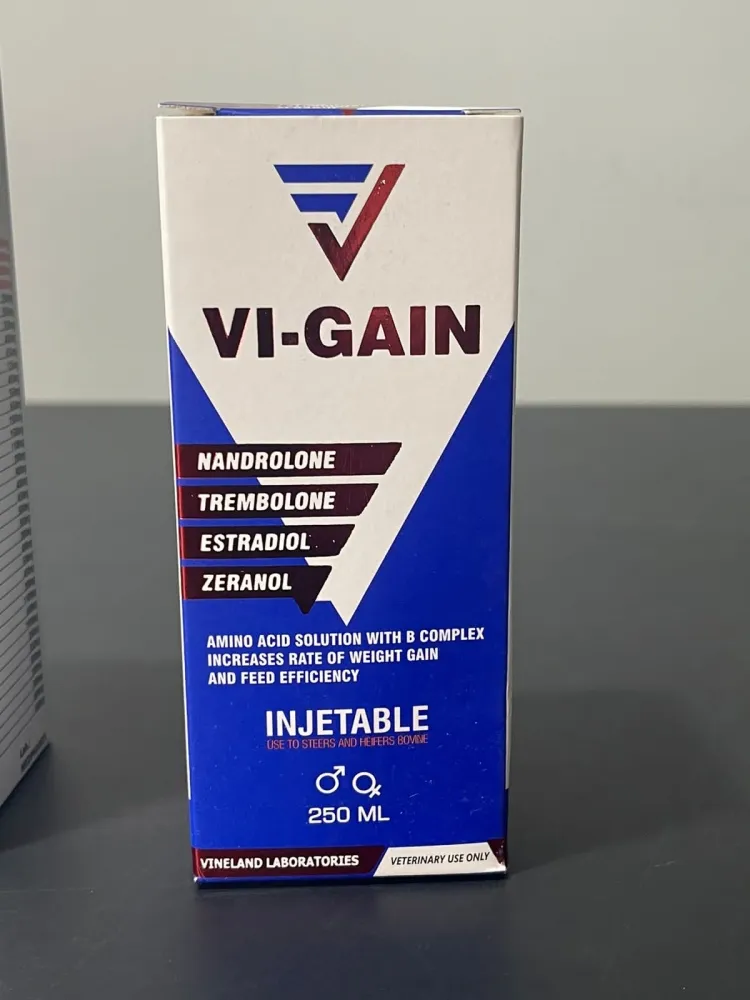 VI-GAIN
NANDROLONE
TREMBOLONE
ESTRADIOL
ZERANOL
AMINO ACID SOLUTION WITH B COMPLEX
INCREASES RATE OF WEIGHT GAIN
AND FEED EFFICIENCY
INJETABLE
USE TO STEERS AND HEIFERS BOVINE
♂ ♀
250 ML
VINELAND LABORATORIES
VETERINARY USE ONLY